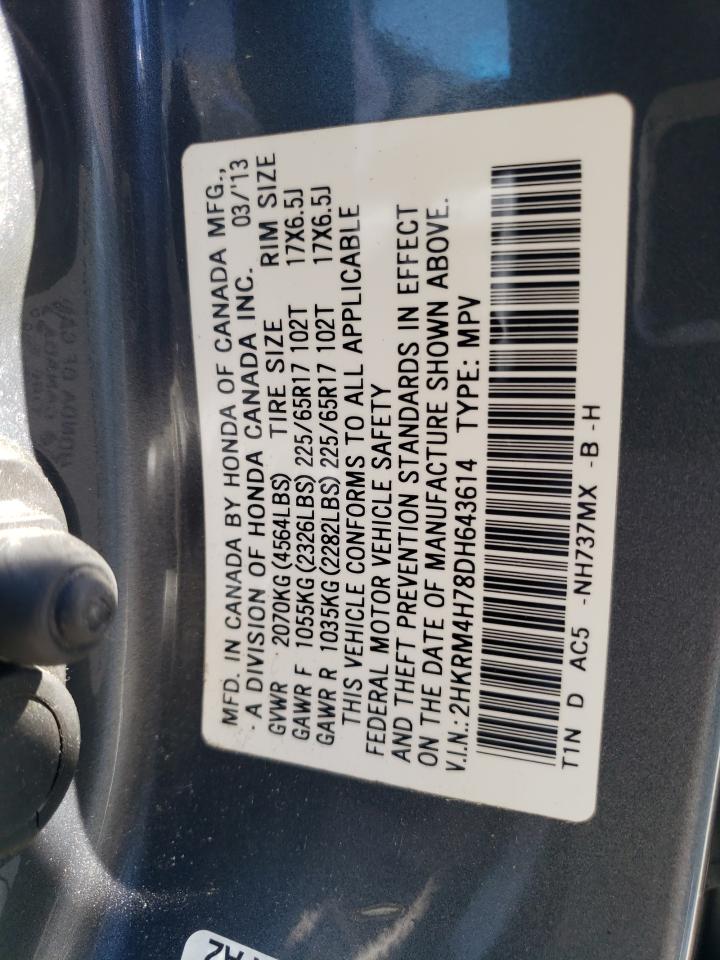 MFD. IN CANADA BY HONDA OF CANADA MFG.,
A DIVISION OF HONDA CANADA INC. 03/'13
GVWR 2070KG (4564LBS) TIRE SIZE RIM SIZE
GAWR F 1055KG (2326LBS) 225/65R17 102T 17X6.5J
GAWR R 1035KG (2282LBS) 225/65R17 102T 17X6.5J
THIS VEHICLE CONFORMS TO ALL APPLICABLE
FEDERAL MOTOR VEHICLE SAFETY
AND THEFT PREVENTION STANDARDS IN EFFECT
ON THE DATE OF MANUFACTURE SHOWN ABOVE.
V.I.N.: 2HKRM4H78DH643614 TYPE: MPV
T1N D AC5 -NH737MX -B -H